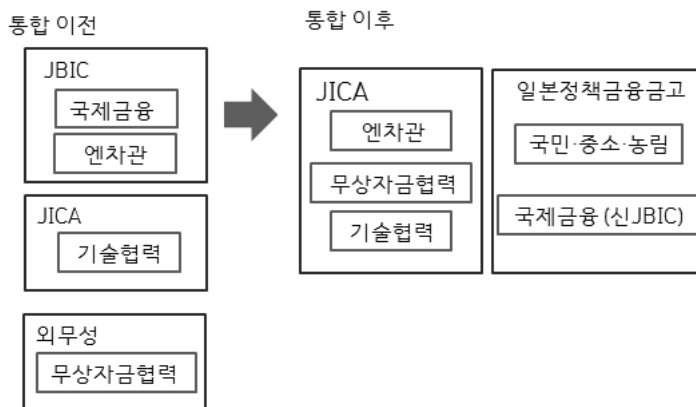 통합 이전
JBIC
국제금융
엔차관
JICA
기술협력
외무성
무상자금협력
통합 이후
JICA
엔차관
무상자금협력
기술협력
일본정책금융금고
국민·중소·농림
국제금융 (신JBIC)